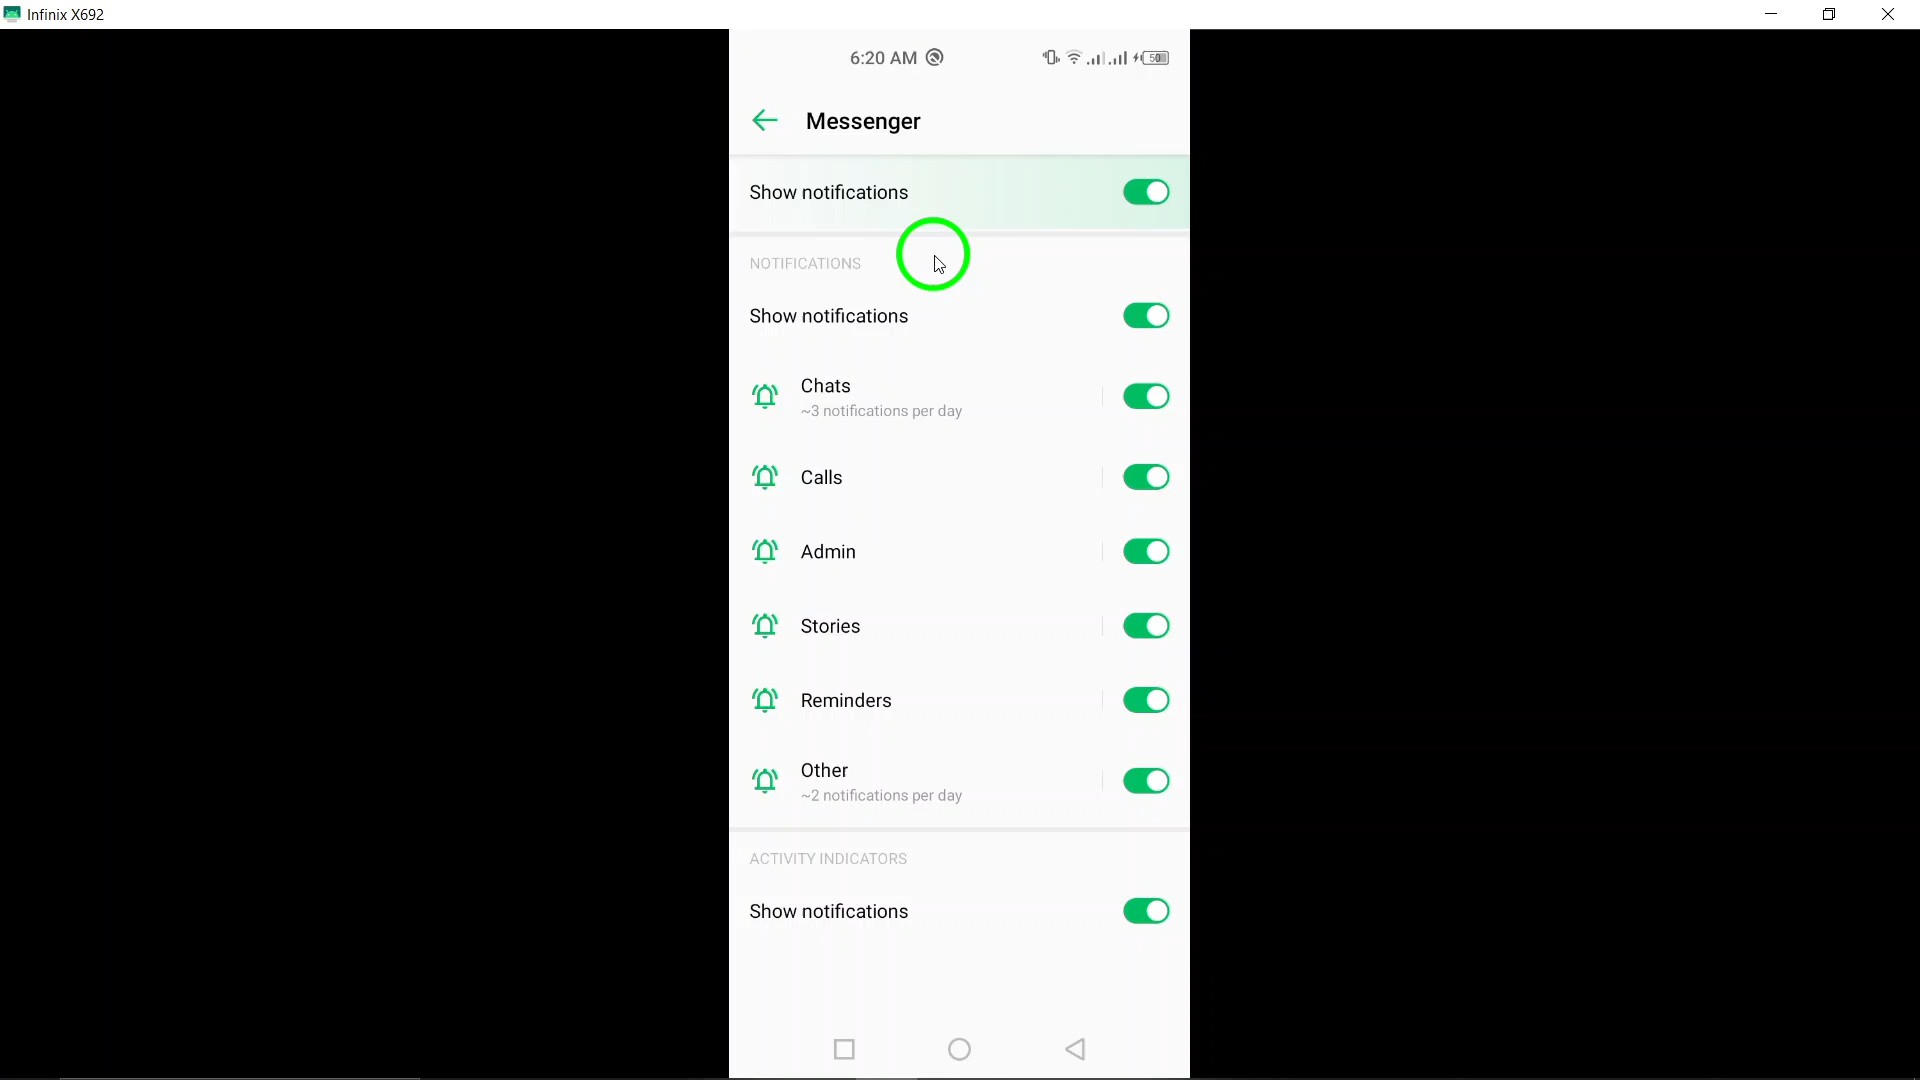 Infinix X692
6:20 AM
50
Messenger
Show notifications
NOTIFICATIONS
Show notifications
Chats
~3 notifications per day
Calls
Admin
Stories
Reminders
Other
~2 notifications per day
ACTIVITY INDICATORS
Show notifications